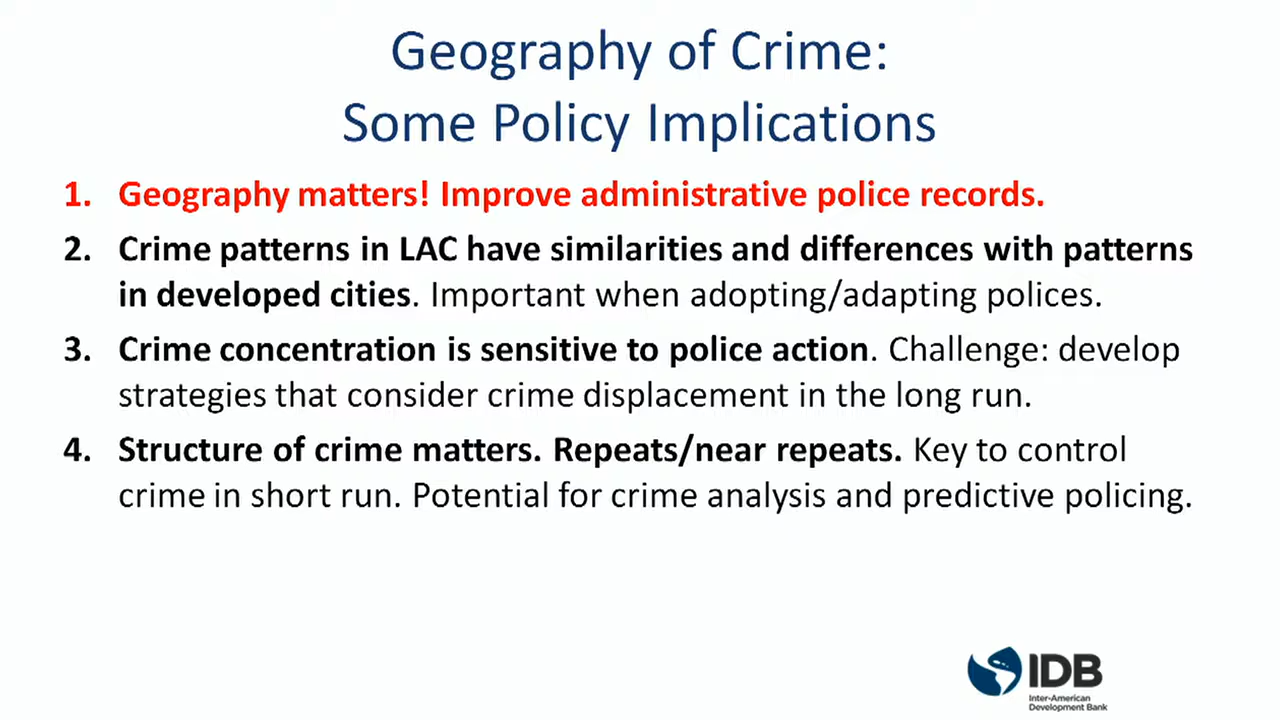 Geography of Crime:
Some Policy Implications
1. Geography matters! Improve administrative police records.
2. Crime patterns in LAC have similarities and differences with patterns
in developed cities. Important when adopting/adapting polices.
3. Crime concentration is sensitive to police action. Challenge: develop
strategies that consider crime displacement in the long run.
4. Structure of crime matters. Repeats/near repeats. Key to control
crime in short run. Potential for crime analysis and predictive policing.
IDB
Inter-American
Development Bank